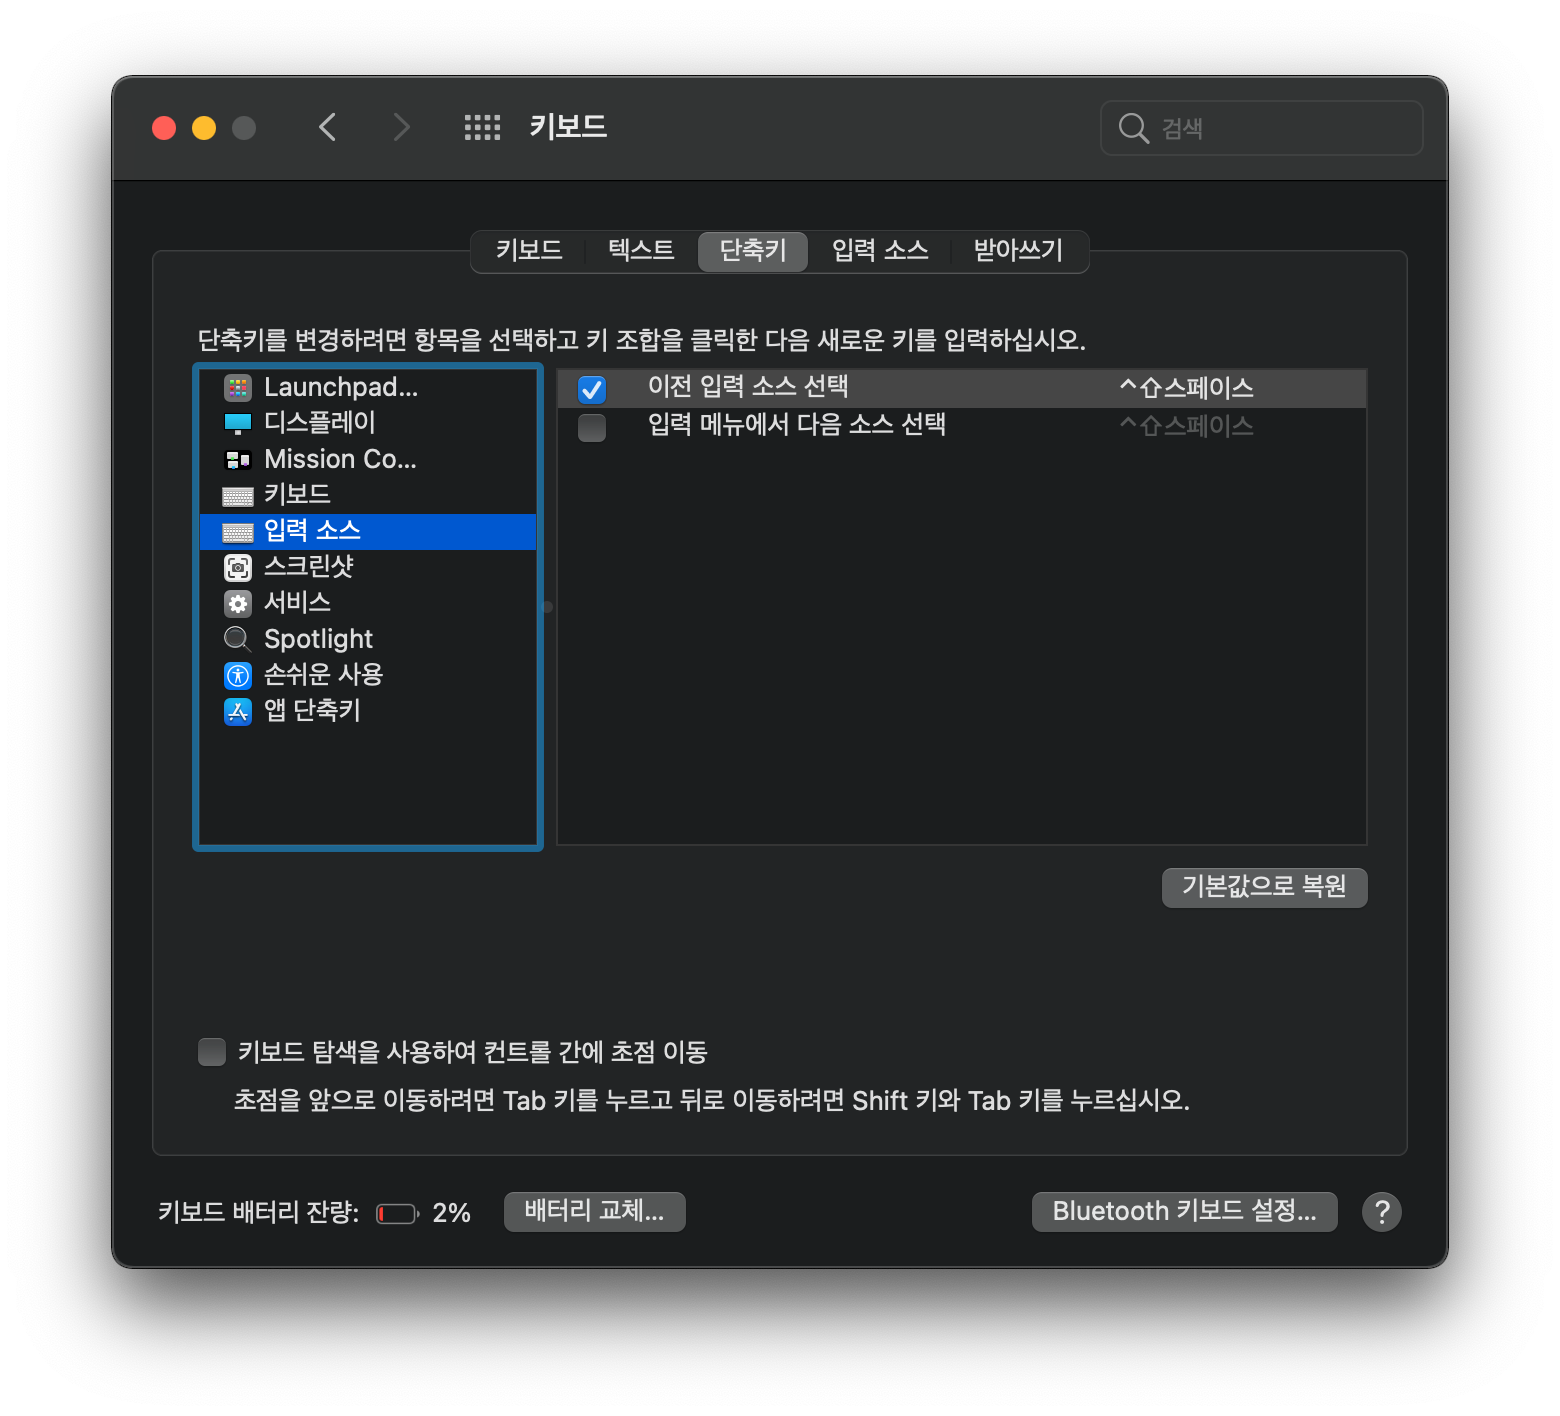 키보드
검색
키보드 텍스트 단축키 입력 소스 받아쓰기
단축키를 변경하려면 항목을 선택하고 키 조합을 클릭한 다음 새로운 키를 입력하십시오.
Launchpad...
디스플레이
Mission Co...
키보드
입력 소스
스크린샷
서비스
Spotlight
손쉬운 사용
앱 단축키
이전 입력 소스 선택 ^⇧스페이스
입력 메뉴에서 다음 소스 선택 ^⇧스페이스
기본값으로 복원
키보드 탐색을 사용하여 컨트롤 간에 초점 이동
초점을 앞으로 이동하려면 Tab 키를 누르고 뒤로 이동하려면 Shift 키와 Tab 키를 누르십시오.
키보드 배터리 잔량: 2% 배터리 교체... Bluetooth 키보드 설정... ?